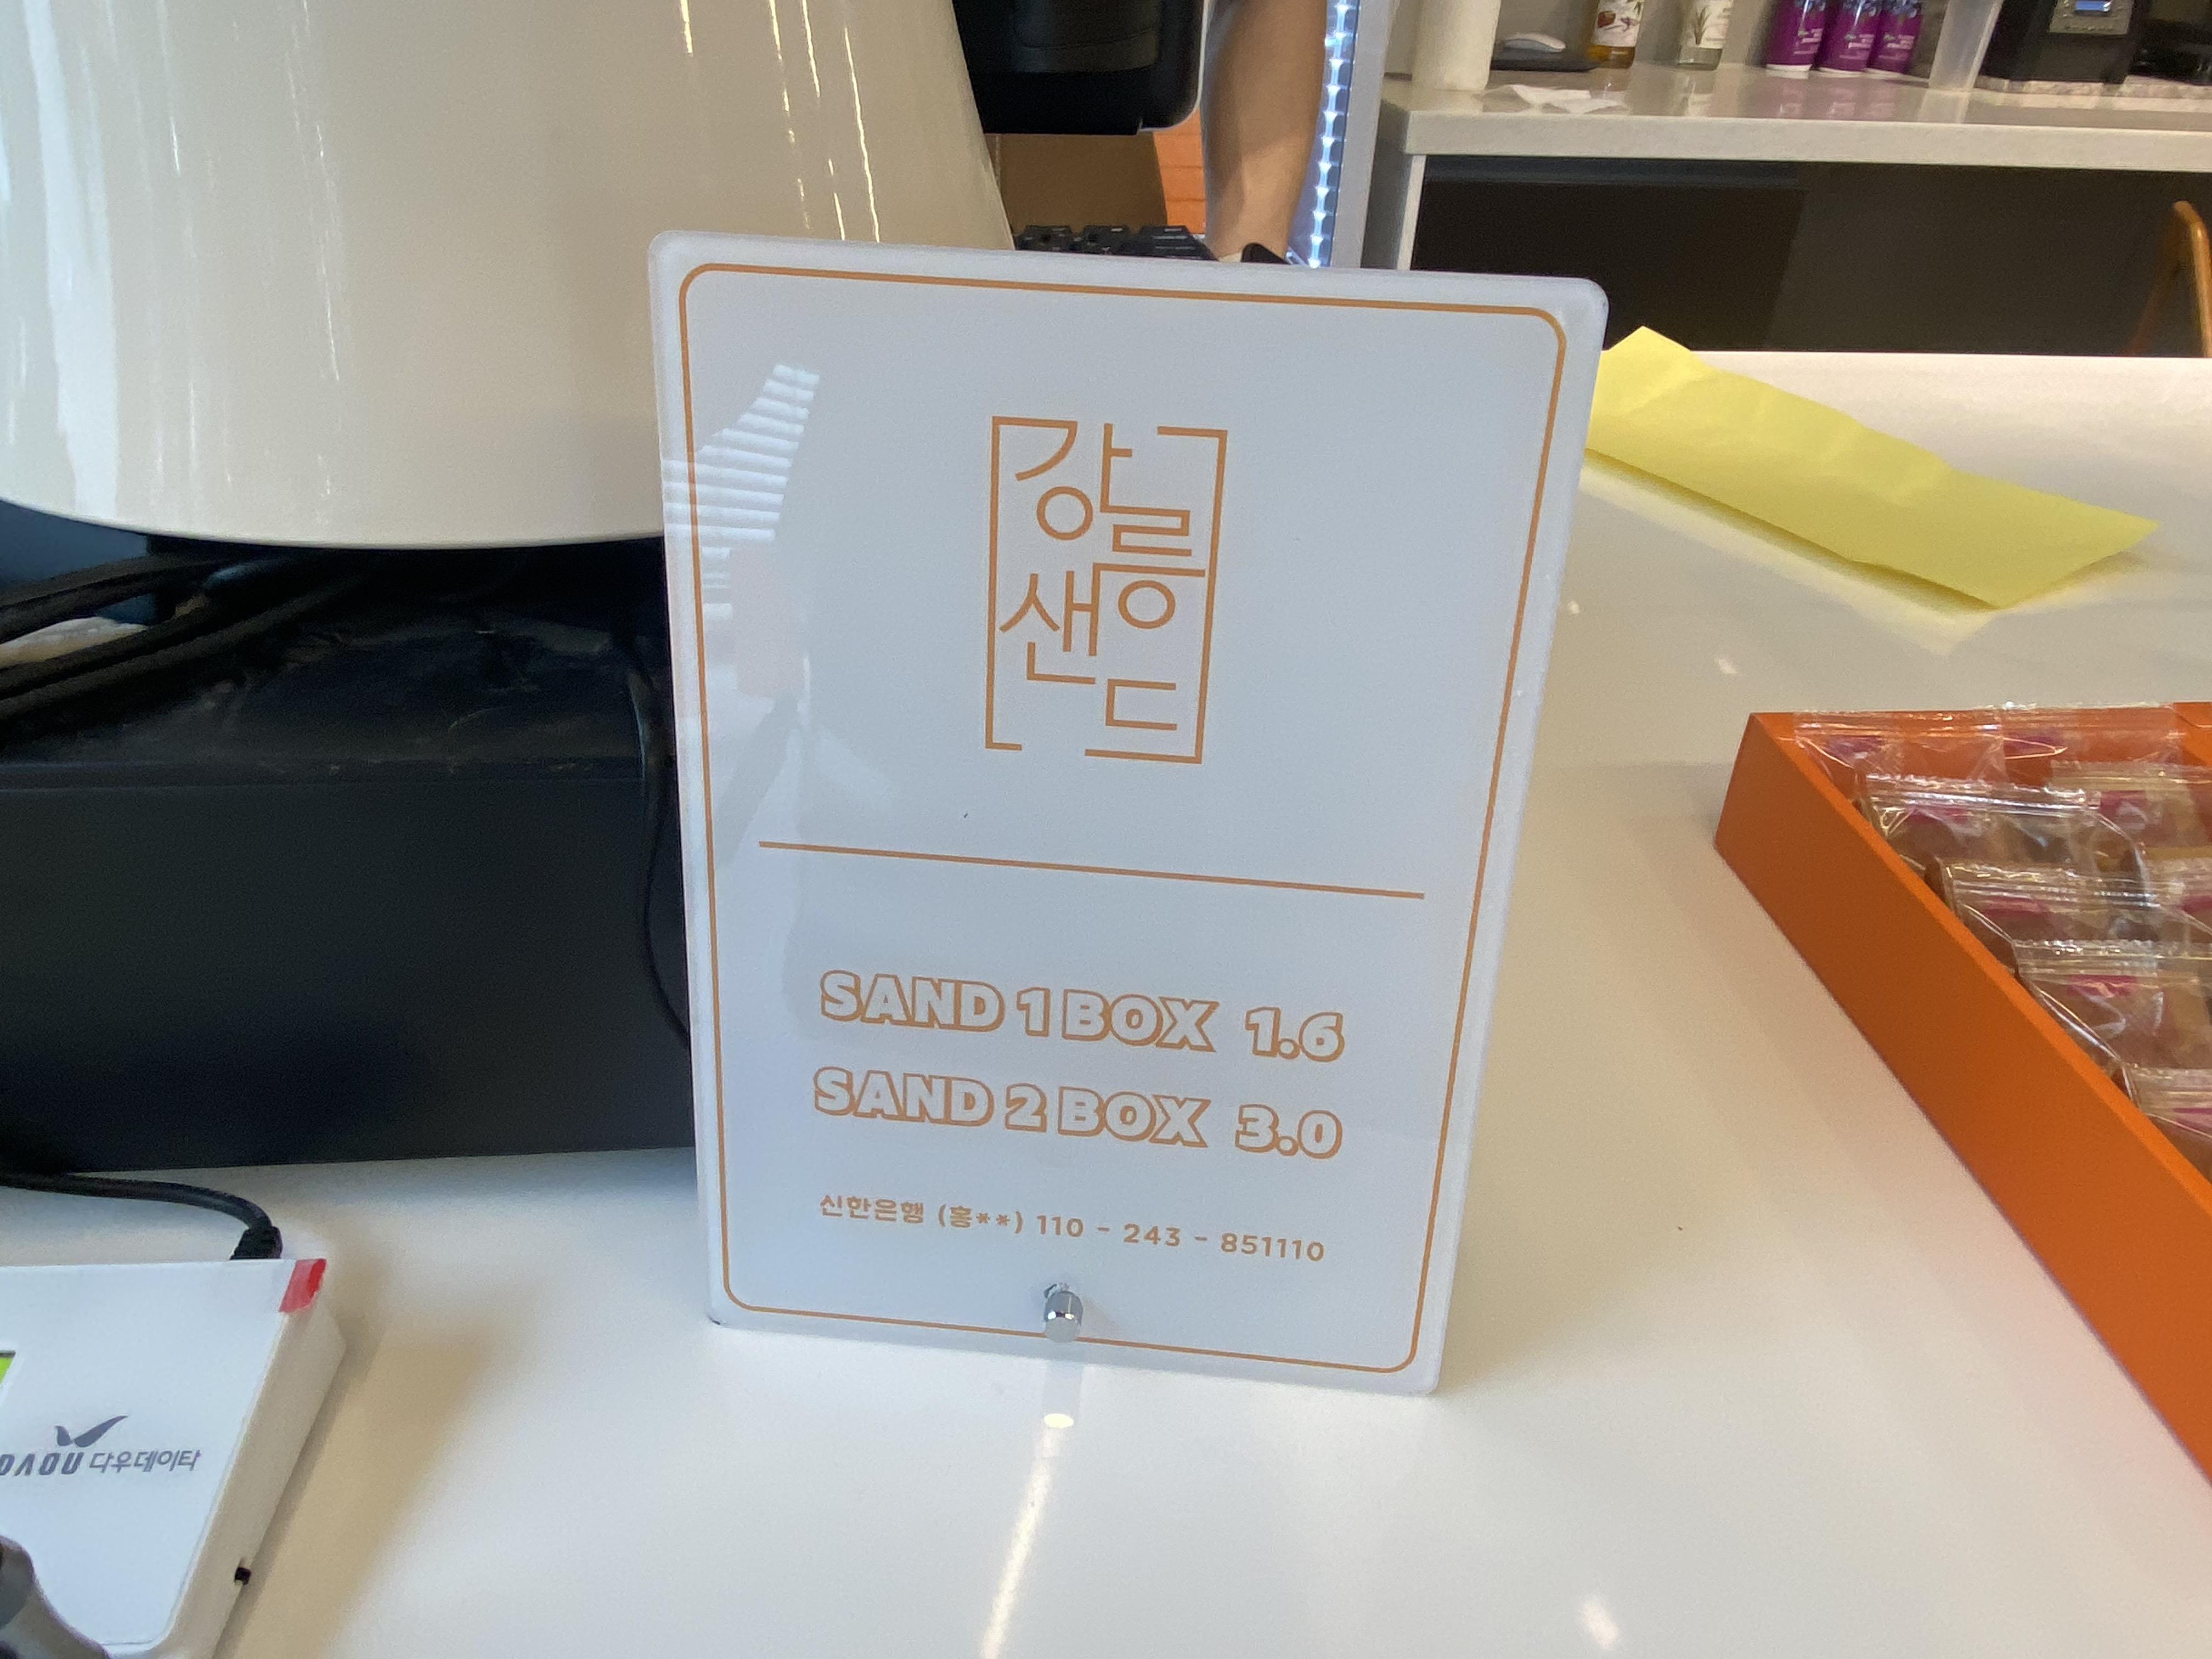 강릉
샌드
SAND 1 BOX 1.6
SAND 2 BOX 3.0
신한은행 (홍**) 110 - 243 - 851110
다우데이타